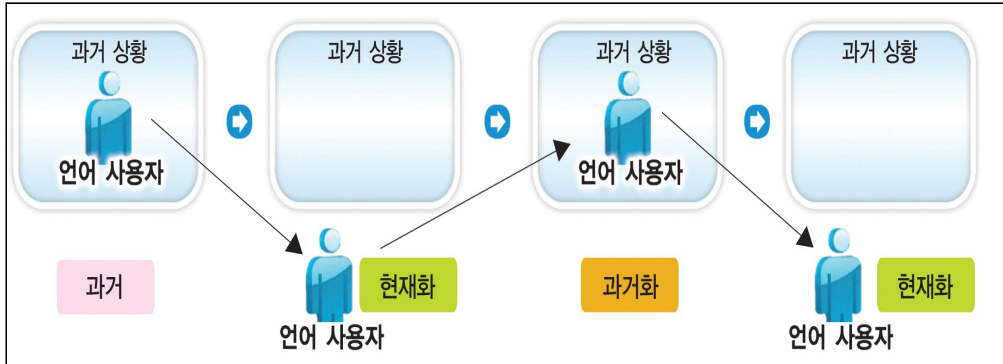 과거 상황
언어 사용자
과거 상황
과거 상황
언어 사용자
과거 상황
과거
현재화
언어 사용자
과거화
현재화
언어 사용자